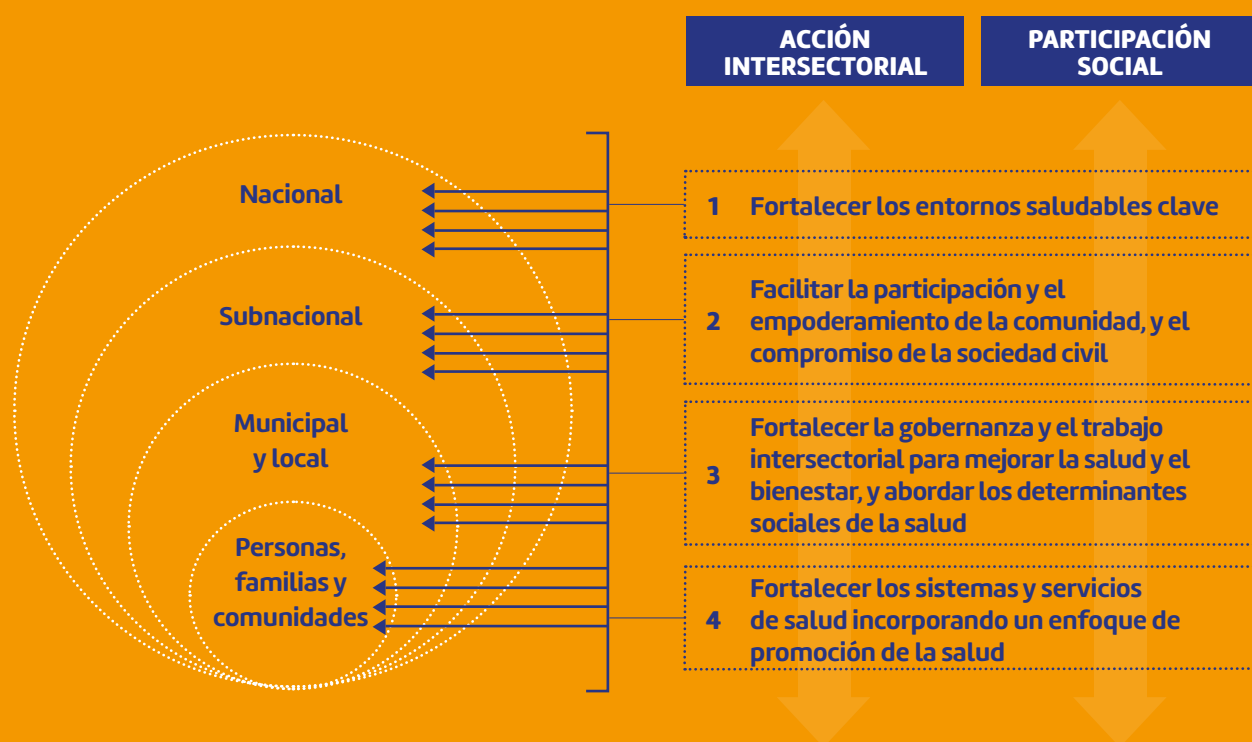 ACCIÓN
INTERSECTORIAL
PARTICIPACIÓN
SOCIAL
Nacional
Subnacional
Municipal
y local
Personas,
familias y
comunidades
1 Fortalecer los entornos saludables clave
Facilitar la participación y el
2 empoderamiento de la comunidad, y el
compromiso de la sociedad civil
Fortalecer la gobernanza y el trabajo
intersectorial para mejorar la salud y el
3 bienestar, y abordar los determinantes
sociales de la salud
Fortalecer los sistemas y servicios
4 de salud incorporando un enfoque de
promoción de la salud